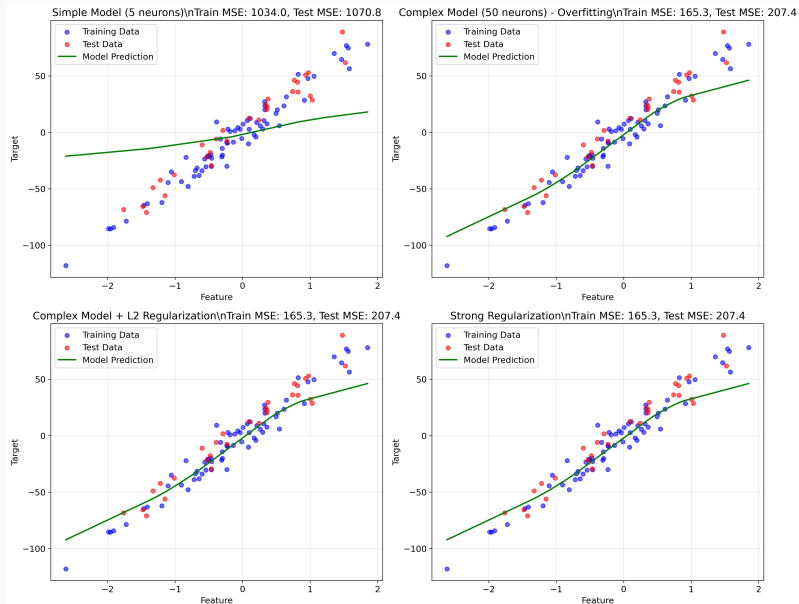 Simple Model (5 neurons)\nTrain MSE: 1034.0, Test MSE: 1070.8
Training Data
Test Data
Model Prediction
50
0
−50
−100
Target
−2
−1
0
1
2
Feature
Complex Model (50 neurons) - Overfitting\nTrain MSE: 165.3, Test MSE: 207.4
Training Data
Test Data
Model Prediction
50
0
−50
−100
Target
−2
−1
0
1
2
Feature
Complex Model + L2 Regularization\nTrain MSE: 165.3, Test MSE: 207.4
Training Data
Test Data
Model Prediction
50
0
−50
−100
Target
−2
−1
0
1
2
Feature
Strong Regularization\nTrain MSE: 165.3, Test MSE: 207.4
Training Data
Test Data
Model Prediction
50
0
−50
−100
Target
−2
−1
0
1
2
Feature